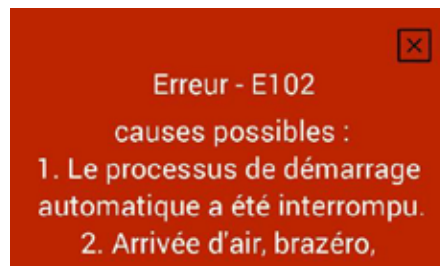 Erreur - E102
causes possibles :
1. Le processus de démarrage
automatique a été interrompu.
2. Arrivée d'air, brazéro,